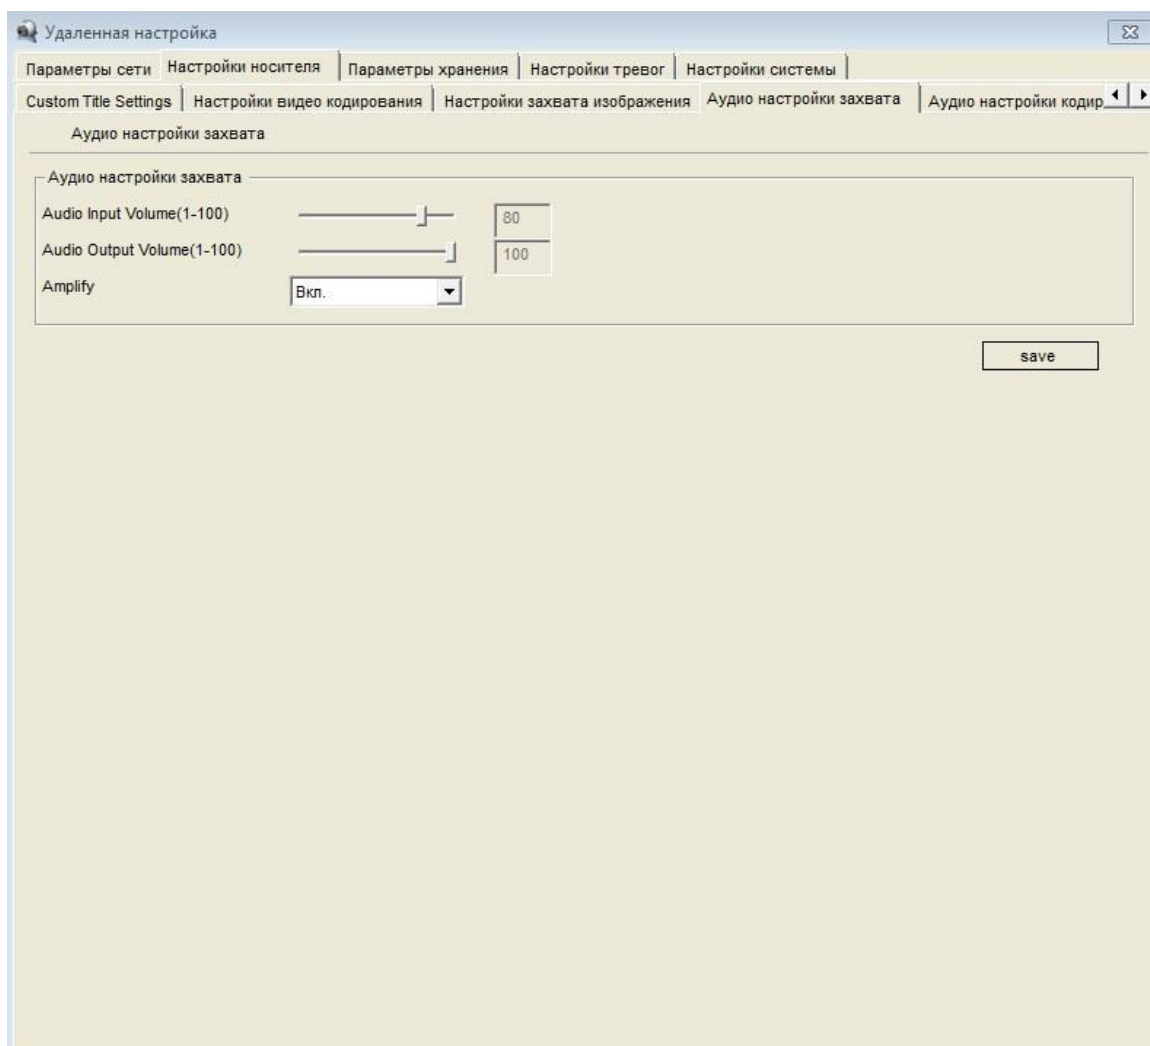 Удаленная настройка
Параметры сети Настройки носителя Параметры хранения Настройки тревог Настройки системы
Custom Title Settings Настройки видео кодирования Настройки захвата изображения Аудио настройки захвата Аудио настройки кодир
Аудио настройки захвата
Аудио настройки захвата
Audio Input Volume(1-100) 80
Audio Output Volume(1-100) 100
Amplify Вкл.
save